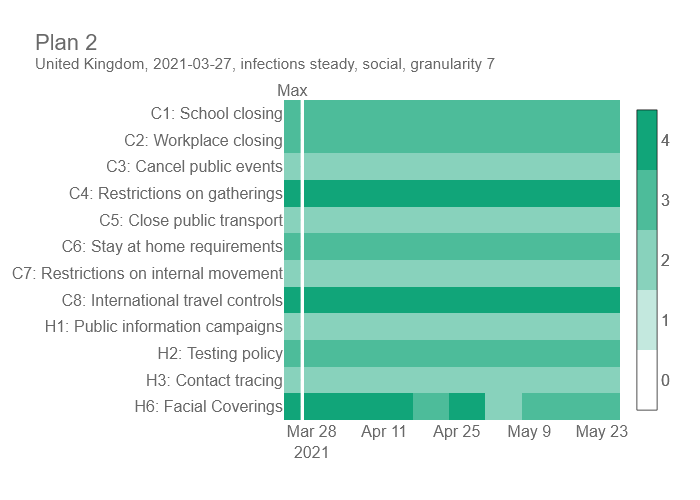 Plan 2
United Kingdom, 2021-03-27, infections steady, social, granularity 7
Max
C1: School closing
C2: Workplace closing
C3: Cancel public events
C4: Restrictions on gatherings
C5: Close public transport
C6: Stay at home requirements
C7: Restrictions on internal movement
C8: International travel controls
H1: Public information campaigns
H2: Testing policy
H3: Contact tracing
H6: Facial Coverings
Mar 28 Apr 11 Apr 25 May 9 May 23
2021
4
3
2
1
0